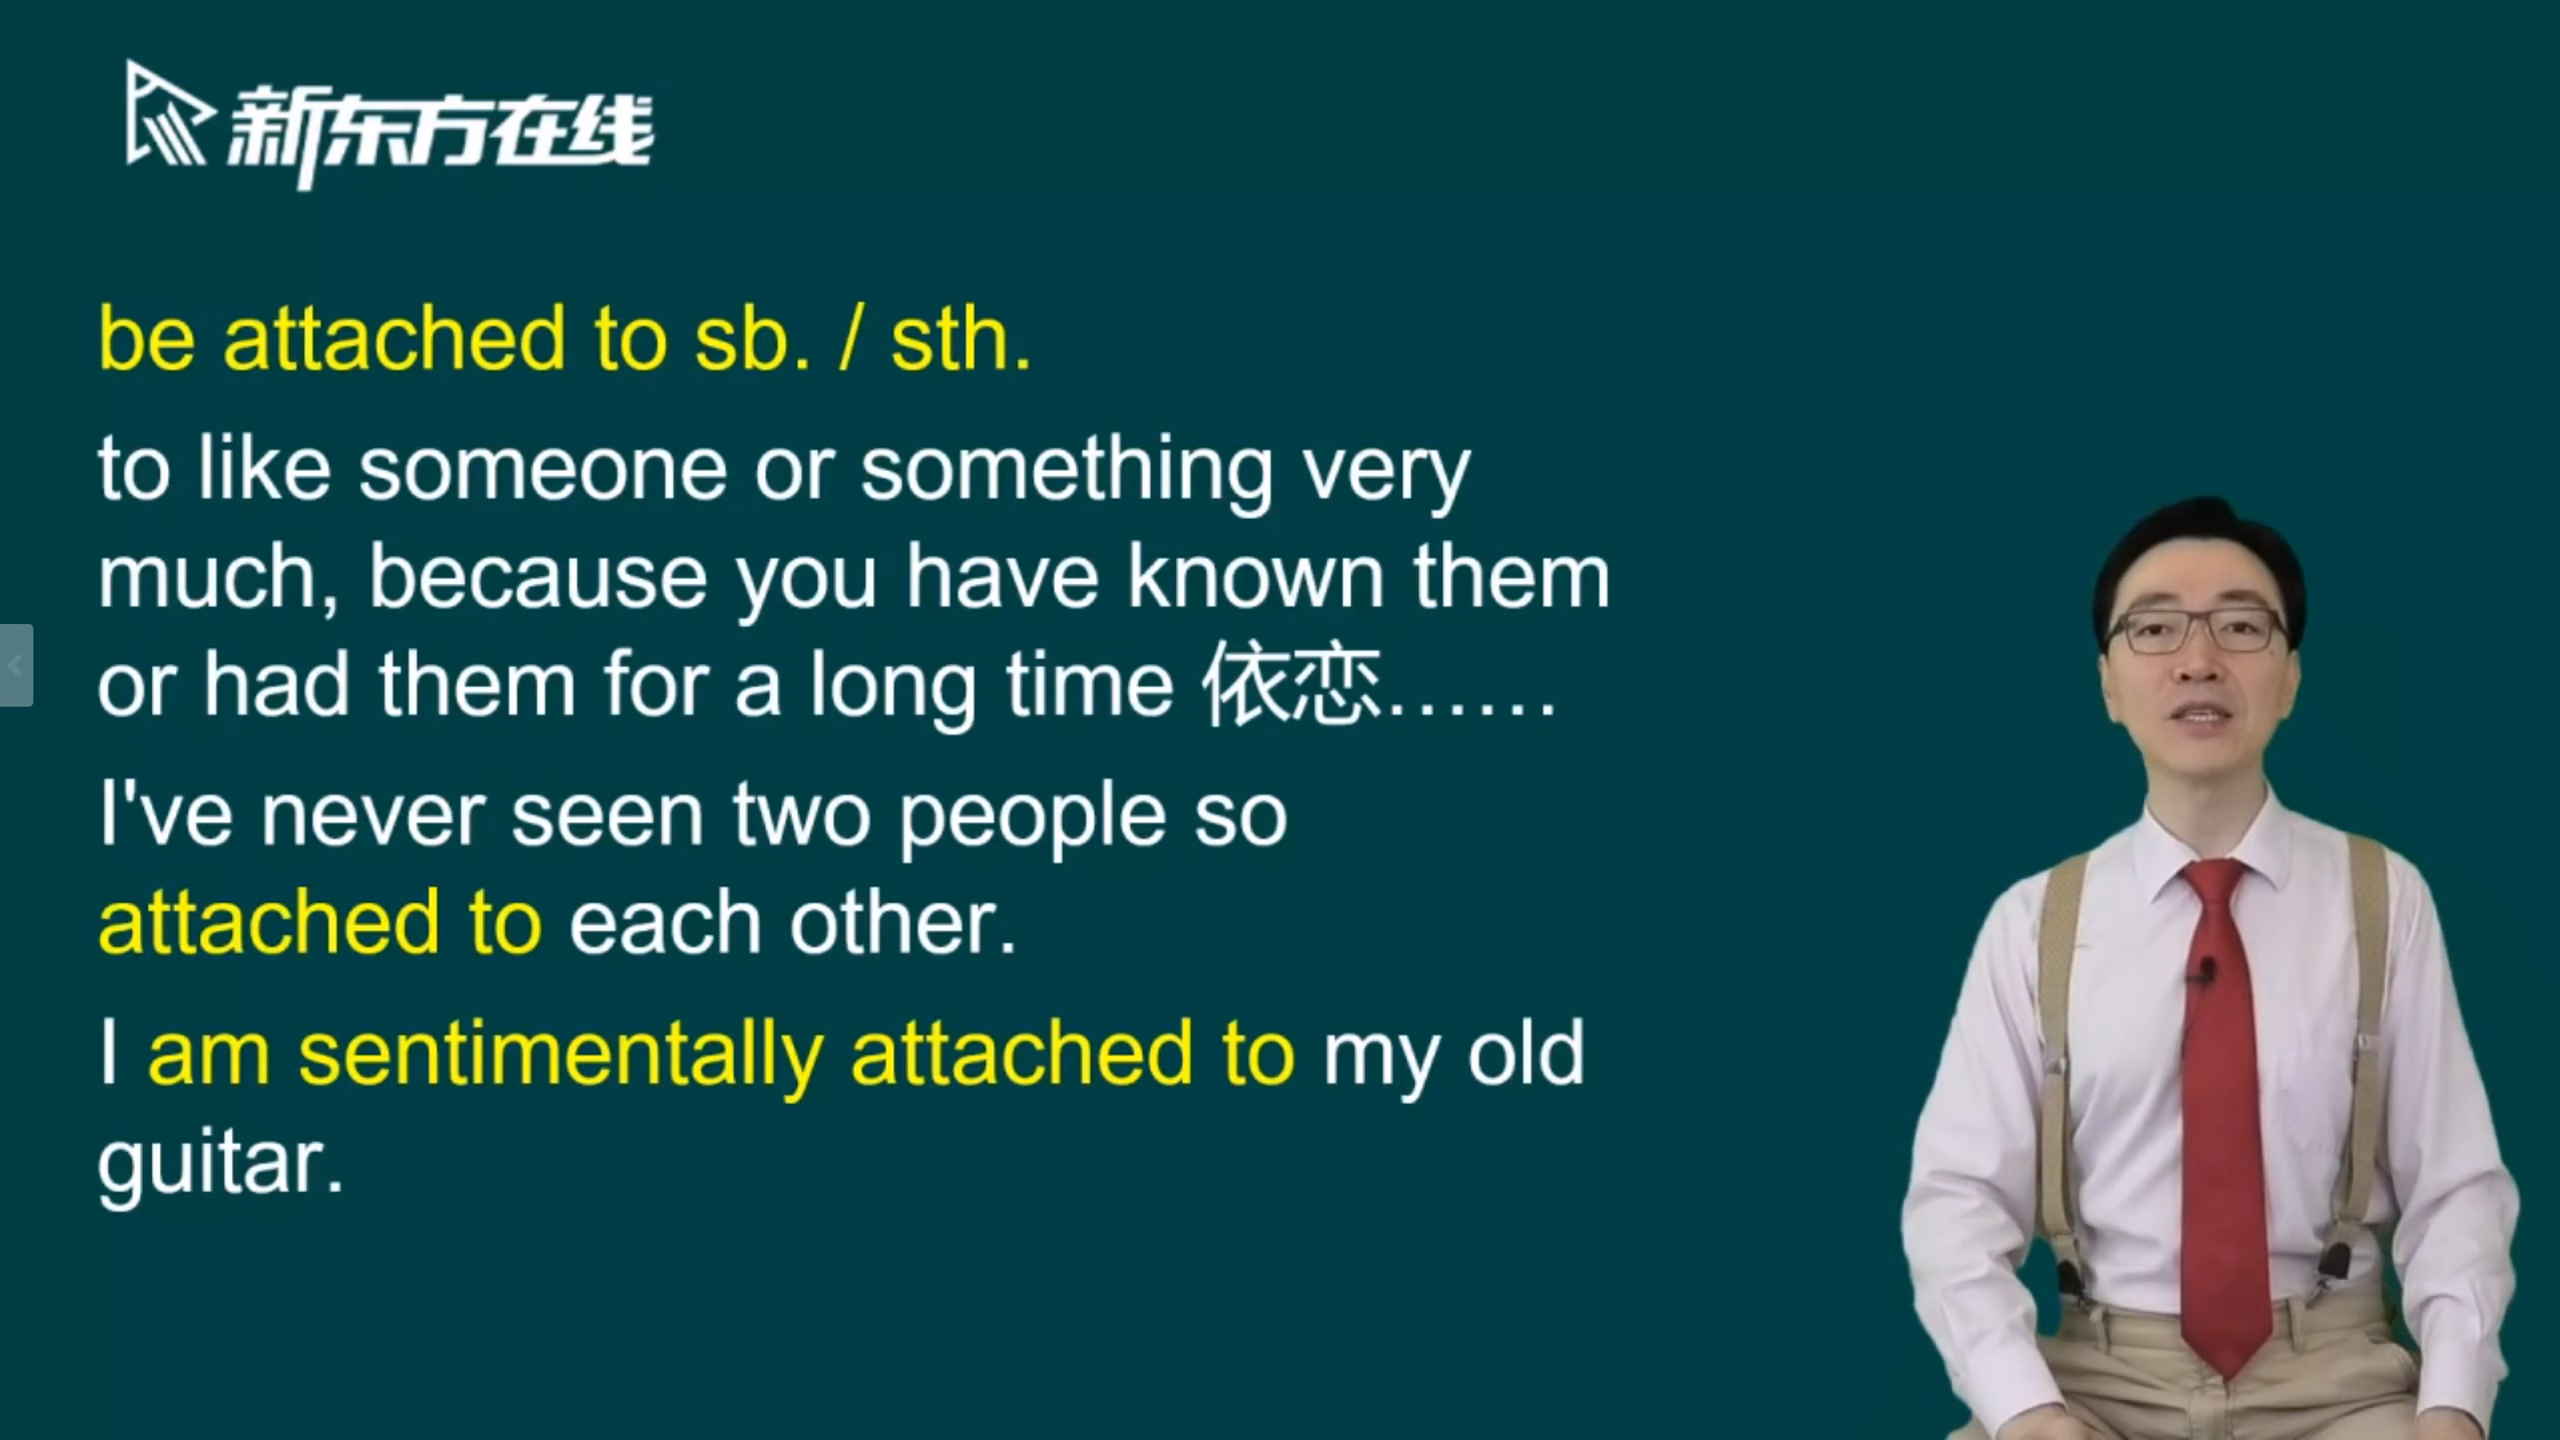 新东方在线
be attached to sb. / sth.
to like someone or something very
much, because you have known them
or had them for a long time 依恋……
I've never seen two people so
attached to each other.
I am sentimentally attached to my old
guitar.